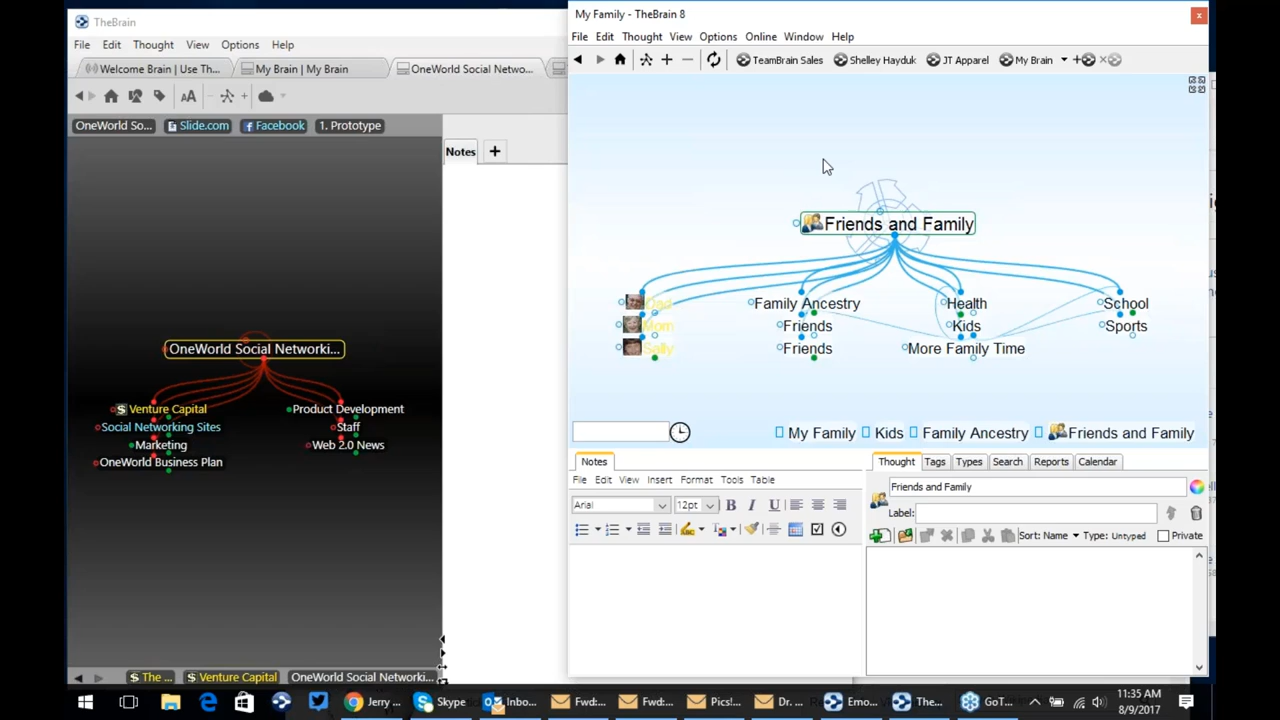 TheBrain
File Edit Thought View Options Help
Welcome Brain | Use Th...
My Brain | My Brain
OneWorld Social Netwo...
AA
OneWorld So...
Slide.com
Facebook
1. Prototype
Notes
OneWorld Social Networki...
Venture Capital
Product Development
Social Networking Sites
Staff
Marketing
Web 2.0 News
OneWorld Business Plan
The ...
Venture Capital
OneWorld Social Networki...
My Family - TheBrain 8
File Edit Thought View Options Online Window Help
TeamBrain Sales
Shelley Hayduk
JT Apparel
My Brain
Friends and Family
Dad
Family Ancestry
Health
School
Mom
Friends
Kids
Sports
Sally
Friends
More Family Time
My Family
Kids
Family Ancestry
Friends and Family
Notes
File Edit View Insert Format Tools Table
Arial
12pt
B I U
Thought Tags Types Search Reports Calendar
Friends and Family
Label:
Sort: Name
Type: Untyped
Private
Jerry ...
Skype
Inbo...
Fwd:...
Fwd:...
Pics!...
Dr. ...
Emo...
The...
GoT...
11:35 AM
8/9/2017